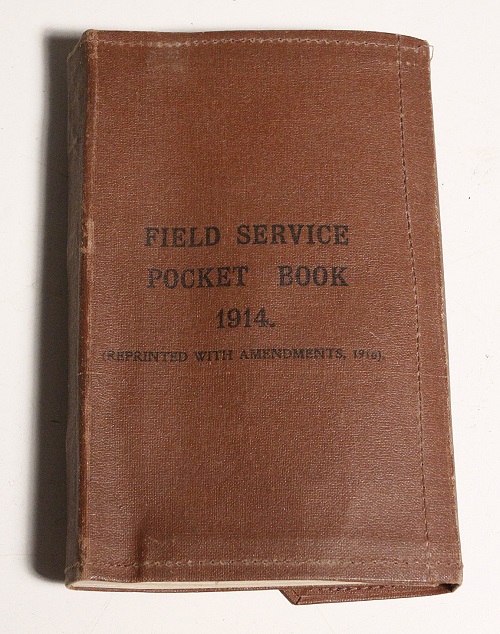 FIELD SERVICE
POCKET BOOK
1914.
(REPRINTED WITH AMENDMENTS, 1916).